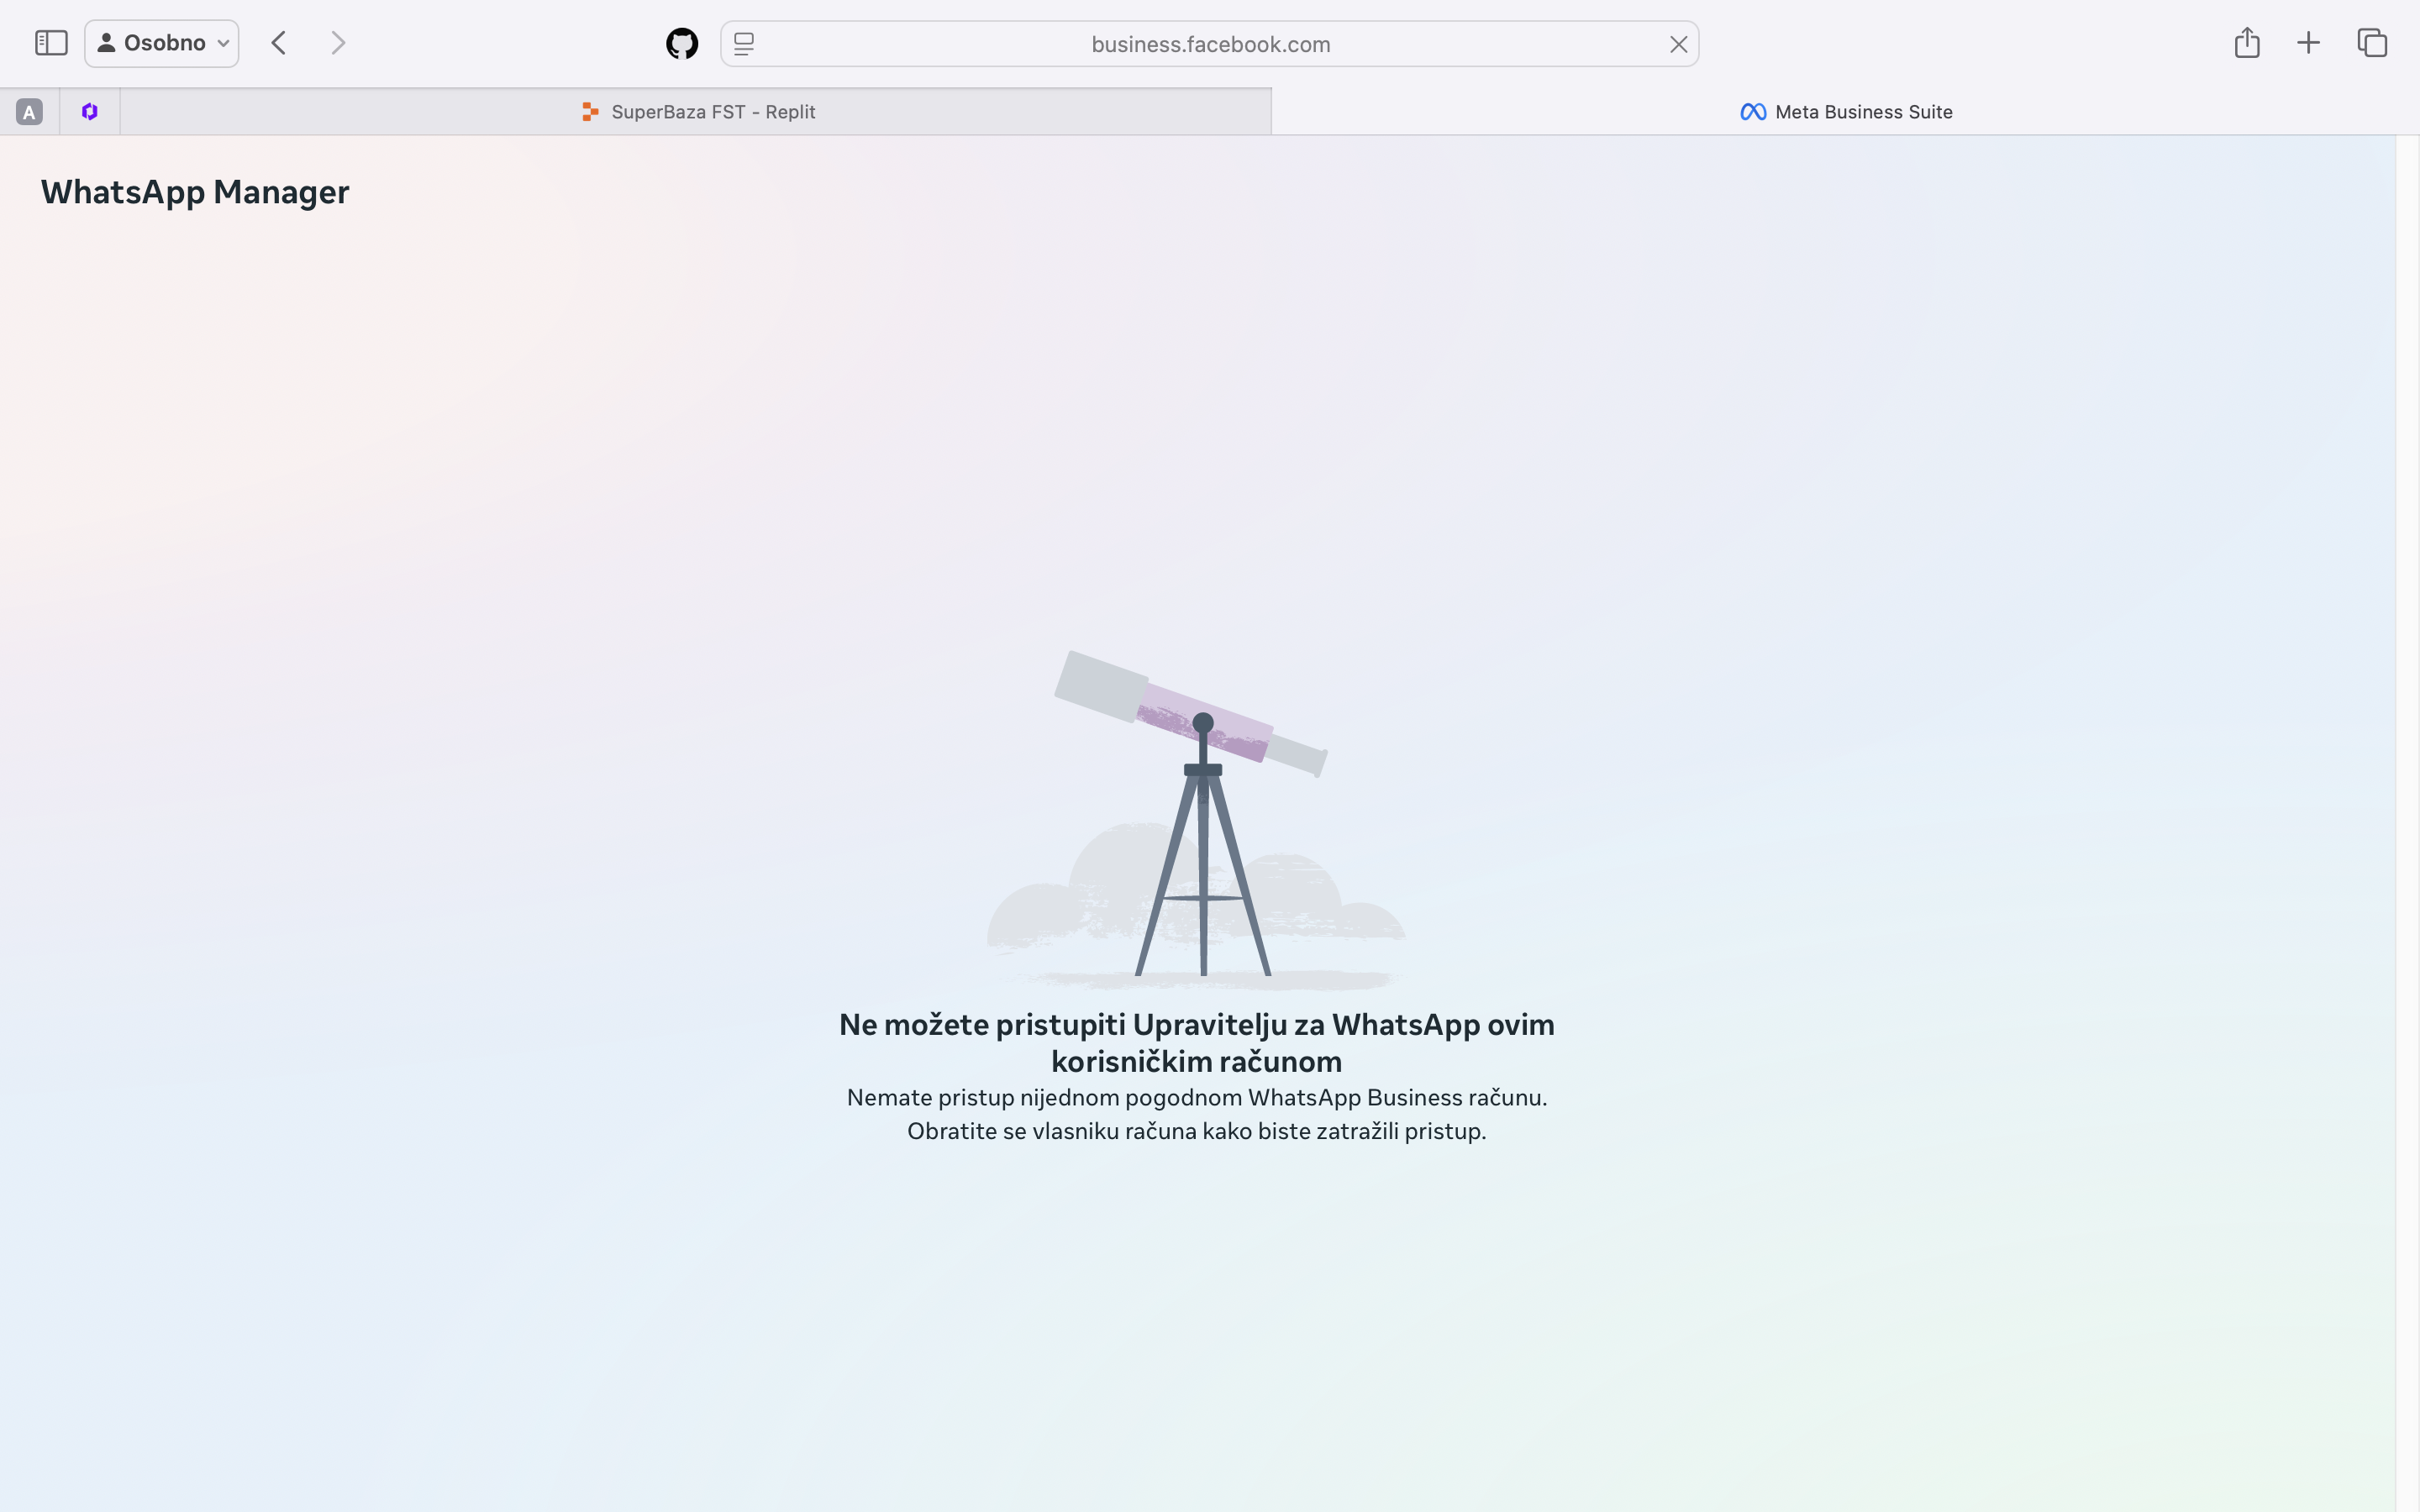 Osobno
business.facebook.com
A
SuperBaza FST - Replit
Meta Business Suite
WhatsApp Manager
Ne možete pristupiti Upravitelju za WhatsApp ovim
korisničkim računom
Nemate pristup nijednom pogodnom WhatsApp Business računu.
Obratite se vlasniku računa kako biste zatražili pristup.